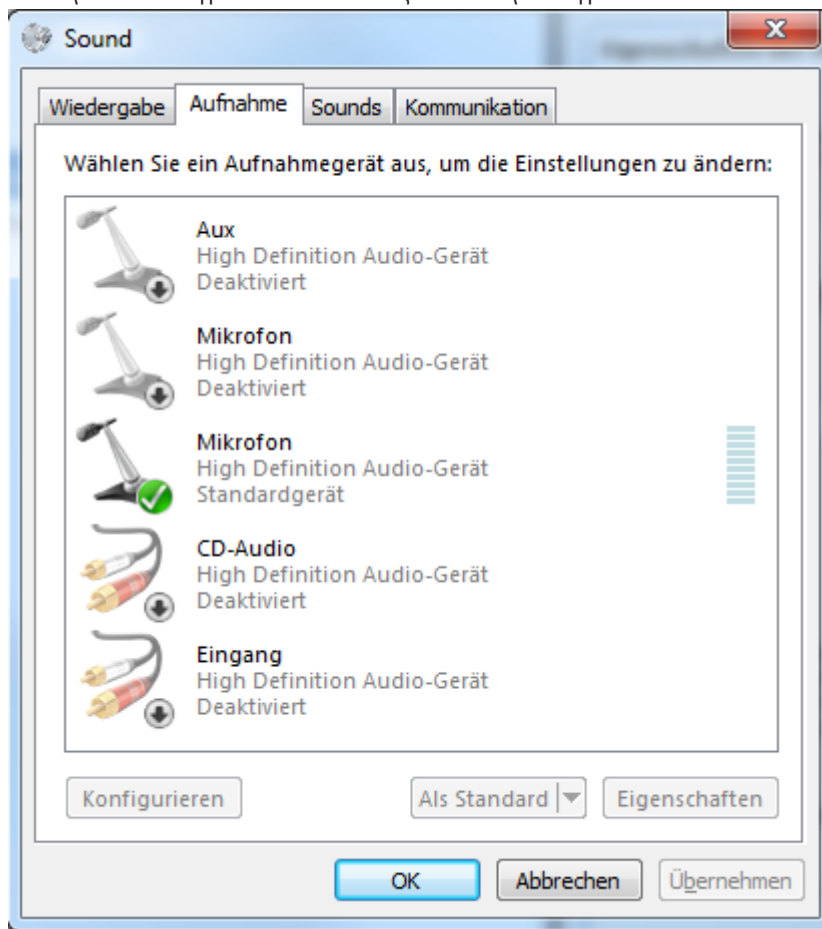 Sound
Wiedergabe Aufnahme Sounds Kommunikation
Wählen Sie ein Aufnahmegerät aus, um die Einstellungen zu ändern:
Aux
High Definition Audio-Gerät
Deaktiviert
Mikrofon
High Definition Audio-Gerät
Deaktiviert
Mikrofon
High Definition Audio-Gerät
Standardgerät
CD-Audio
High Definition Audio-Gerät
Deaktiviert
Eingang
High Definition Audio-Gerät
Deaktiviert
Konfigurieren Als Standard Eigenschaften
OK Abbrechen Übernehmen